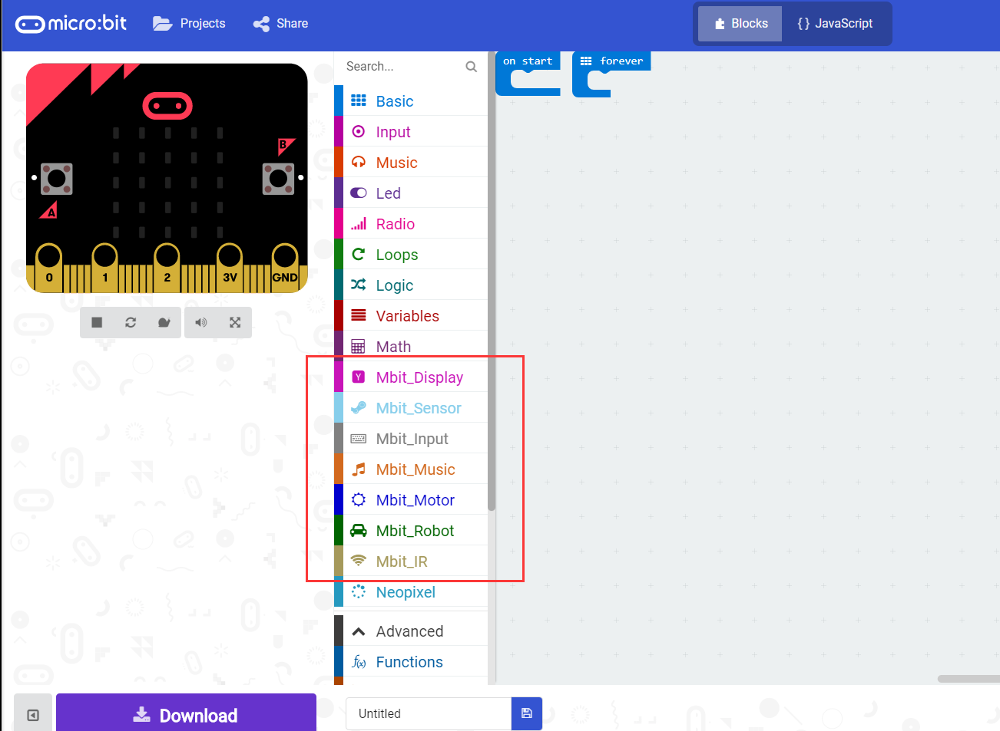 micro:bit
Projects
Share
Blocks
{ } JavaScript
Search...
on start
forever
Basic
Input
Music
Led
Radio
Loops
Logic
Variables
Math
Y Mbit_Display
Mbit_Sensor
Mbit_Input
Mbit_Music
Mbit_Motor
Mbit_Robot
Mbit_IR
Neopixel
Advanced
f(x) Functions
B
A
0
1
2
3V
GND
Download
Untitled